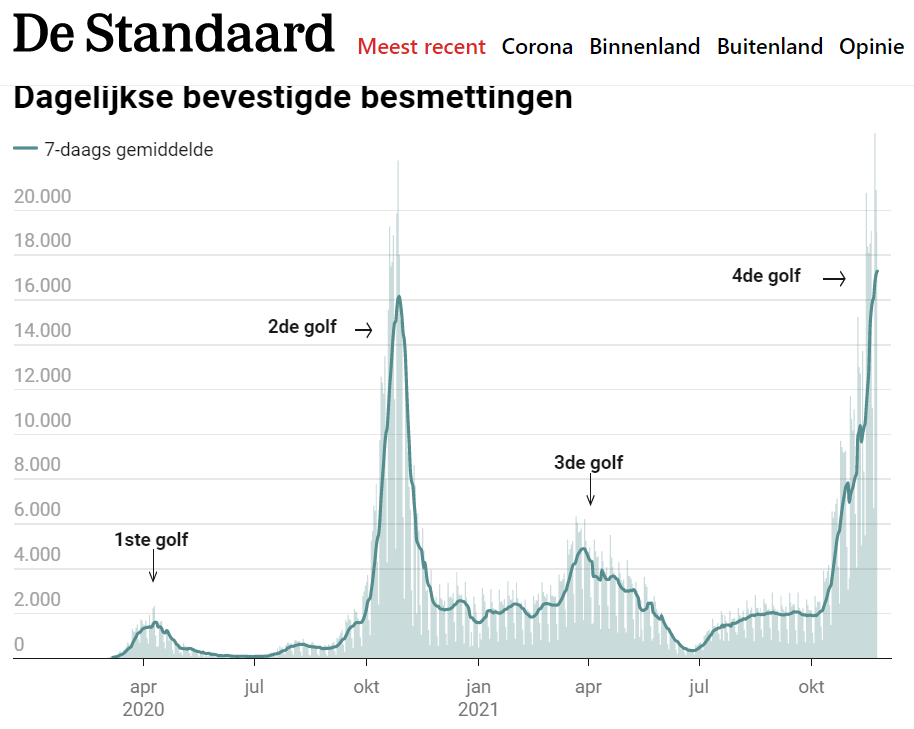 De Standaard
Meest recent Corona Binnenland Buitenland Opinie
Dagelijkse bevestigde besmettingen
7-daags gemiddelde
20.000
18.000
16.000
4de golf
14.000
2de golf
12.000
10.000
8.000
3de golf
6.000
1ste golf
4.000
2.000
0
apr jul okt jan apr jul okt
2020 2021